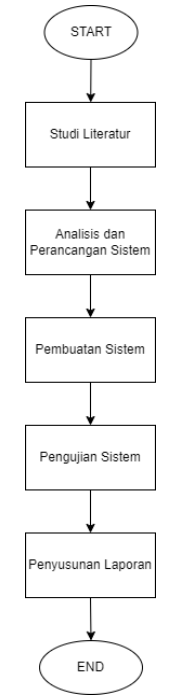 START
Studi Literatur
Analisis dan
Perancangan Sistem
Pembuatan Sistem
Pengujian Sistem
Penyusunan Laporan
END